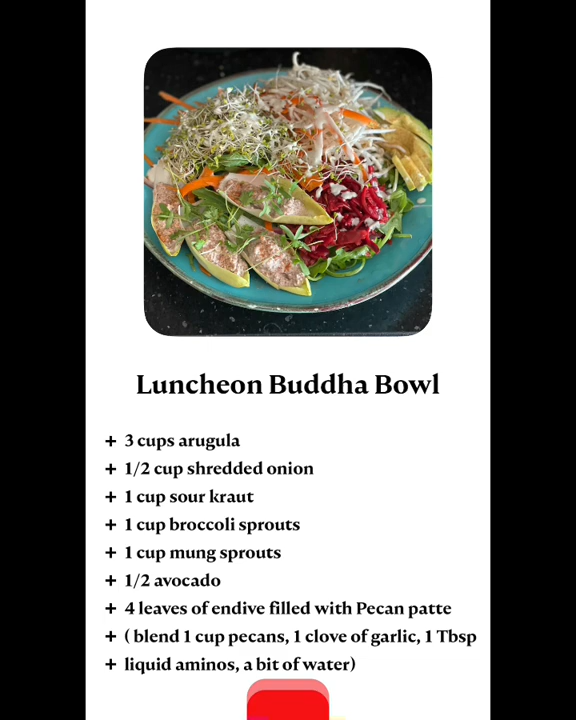 Luncheon Buddha Bowl
+ 3 cups arugula
+ 1/2 cup shredded onion
+ 1 cup sour kraut
+ 1 cup broccoli sprouts
+ 1 cup mung sprouts
+ 1/2 avocado
+ 4 leaves of endive filled with Pecan patte
+ ( blend 1 cup pecans, 1 clove of garlic, 1 Tbsp
+ liquid aminos, a bit of water)